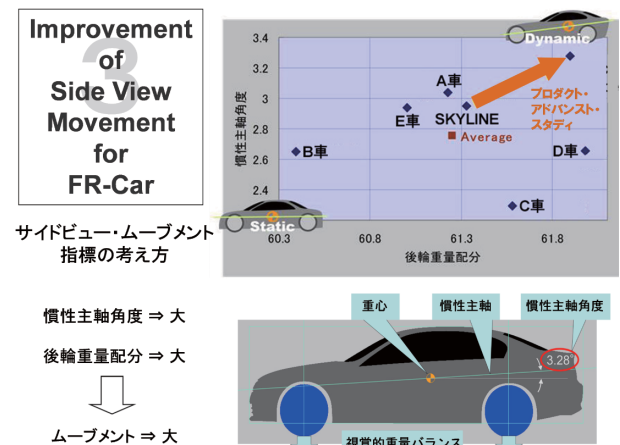 3
Improvement
of
Side View
Movement
for
FR-Car
サイドビュー・ムーブメント
指標の考え方
慣性主軸角度 ⇒ 大
後輪重量配分 ⇒ 大
ムーブメント ⇒ 大
Dynamic
3.4
3.2
3
2.8
2.6
2.4
慣性主軸角度
A車
E車
SKYLINE
Average
B車
D車
C車
プロダクト・
アドバンスト・
スタディ
Static
60.3
60.8
61.3
61.8
後輪重量配分
重心
慣性主軸
慣性主軸角度
3.28°
視覚的重量バランス